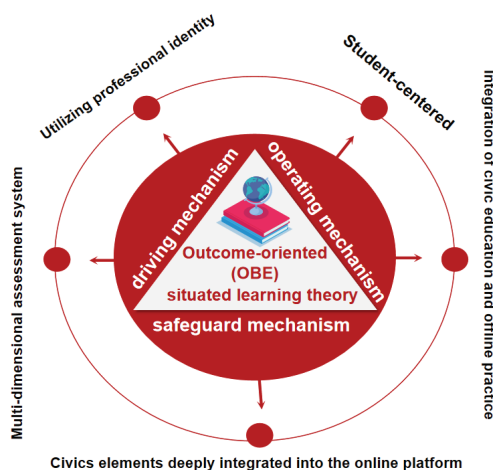 Utilizing professional identity
Student-centered
Multi-dimensional assessment system
Integration of civic education and offline practice
driving mechanism
operating mechanism
Outcome-oriented
(OBE)
situated learning theory
safeguard mechanism
Civics elements deeply integrated into the online platform